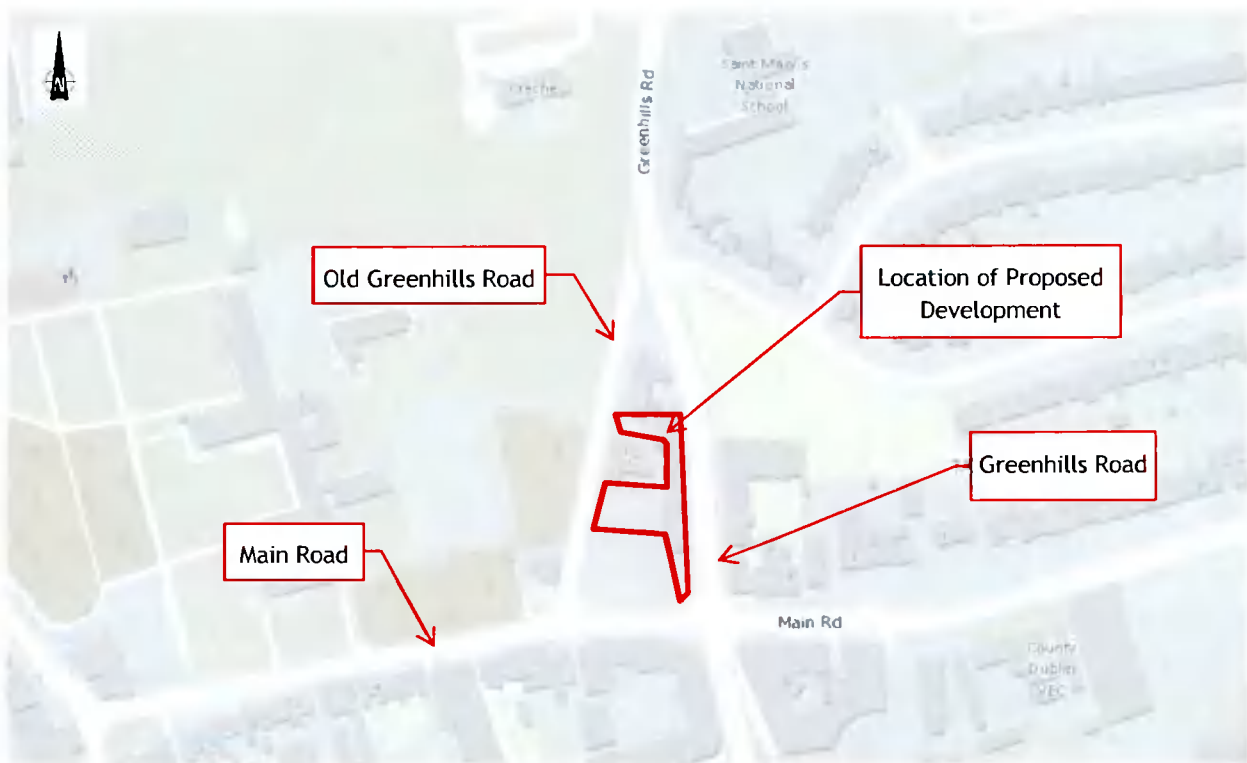 N
Creche
Greenhills Rd
Saint Mary's
National
School
Old Greenhills Road
Location of Proposed
Development
Greenhills Road
Main Road
Main Rd
County
Dublin
VEC